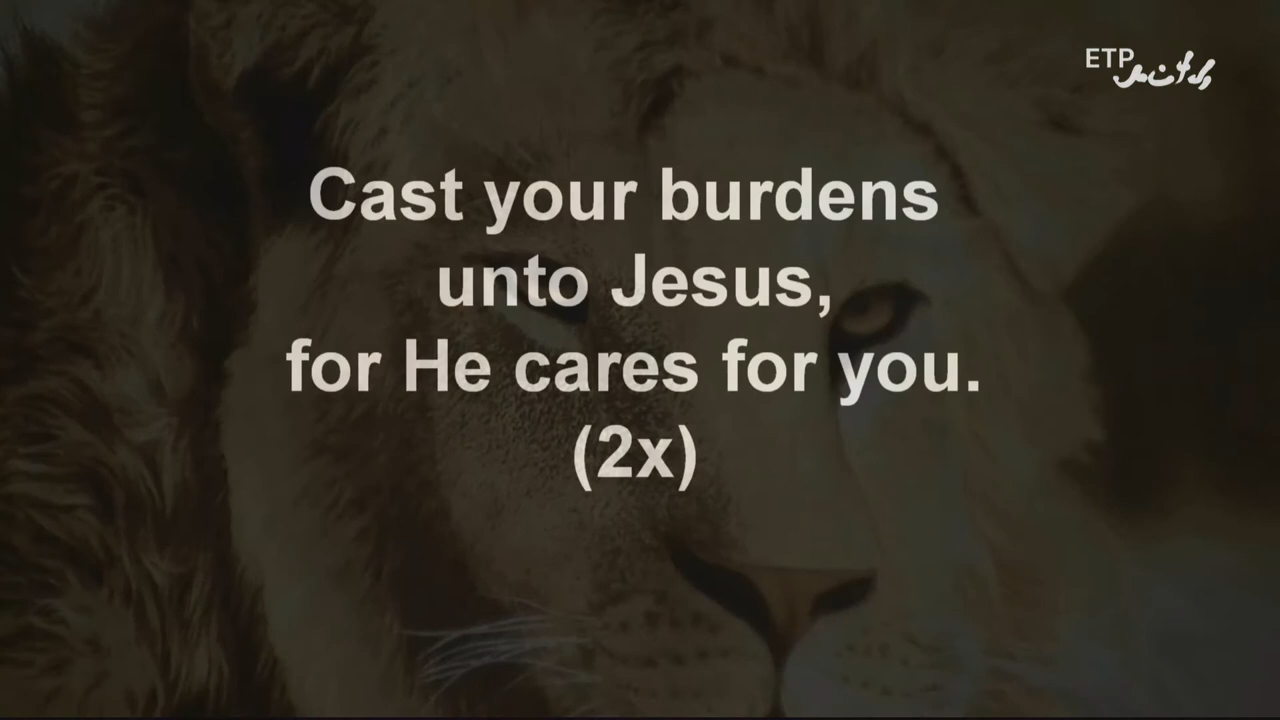 ETP
Cast your burdens
unto Jesus,
for He cares for you.
(2x)